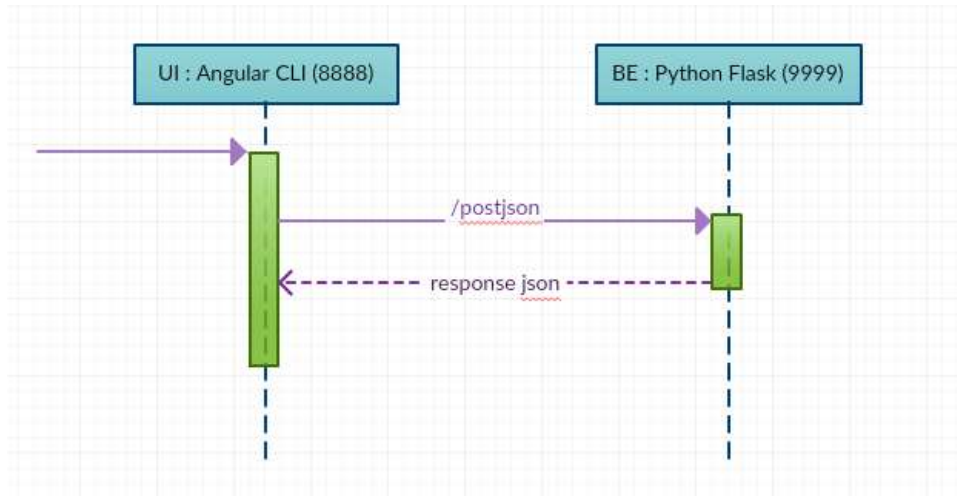 UI : Angular CLI (8888)
BE : Python Flask (9999)
/postjson
response json